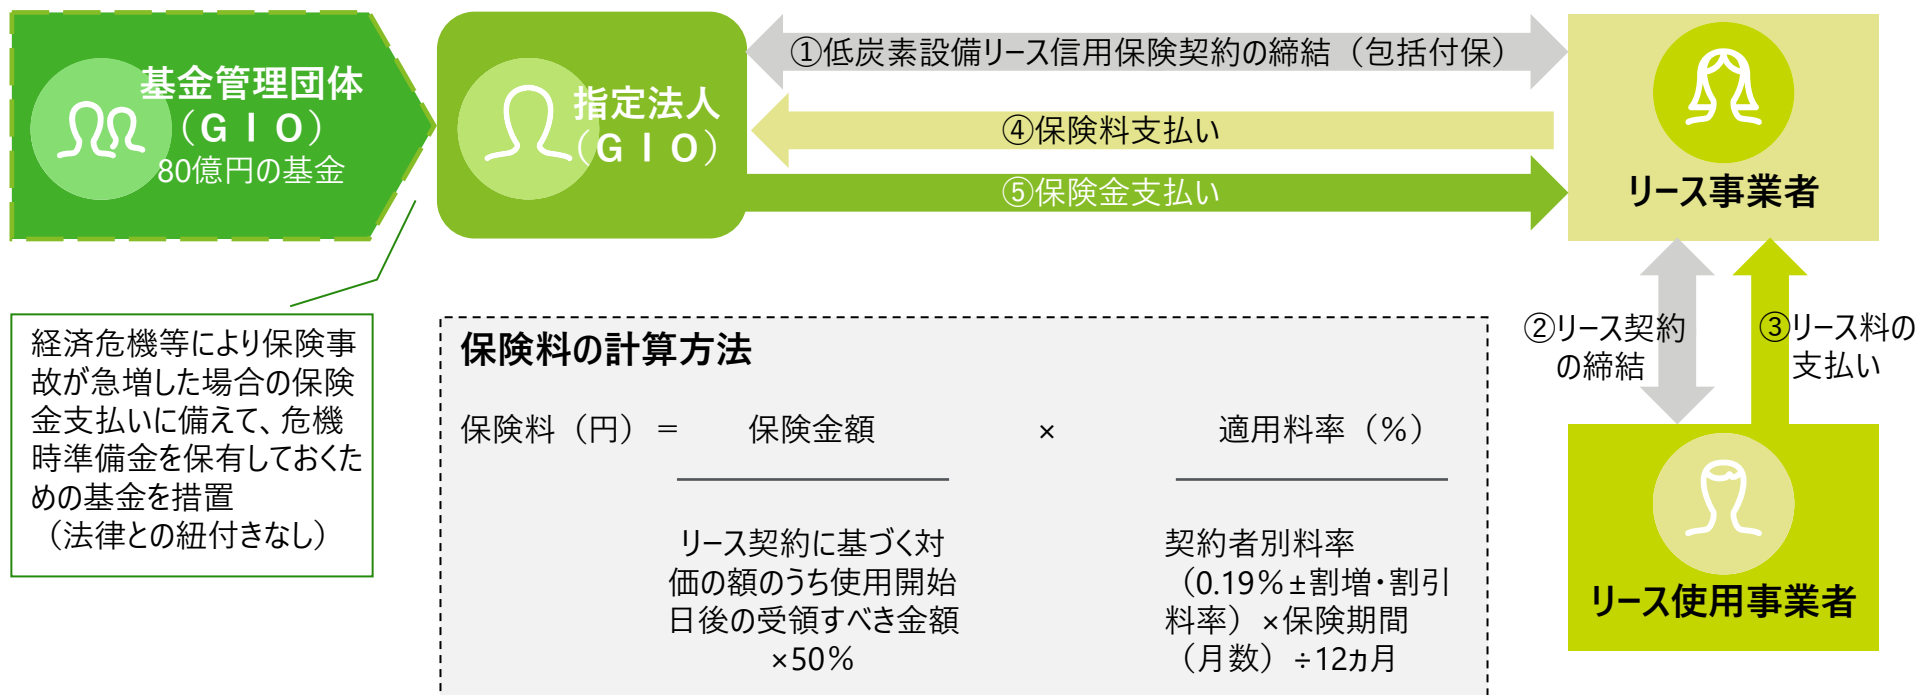 基金管理団体
（ＧＩＯ）
80億円の基金
指定法人
（ＧＩＯ）
①低炭素設備リース信用保険契約の締結（包括付保）
④保険料支払い
⑤保険金支払い
リース事業者
②リース契約
の締結
③リース料の
支払い
リース使用事業者
経済危機等により保険事
故が急増した場合の保険
金支払いに備えて、危機
時準備金を保有しておくた
めの基金を措置
（法律との紐付きなし）
保険料の計算方法
保険料（円）＝ 保険金額 × 適用料率（％）
リース契約に基づく対
価の額のうち使用開始
日後の受領すべき金額
×50％
契約者別料率
（0.19％±割増・割引
料率）×保険期間
（月数）÷12ヵ月